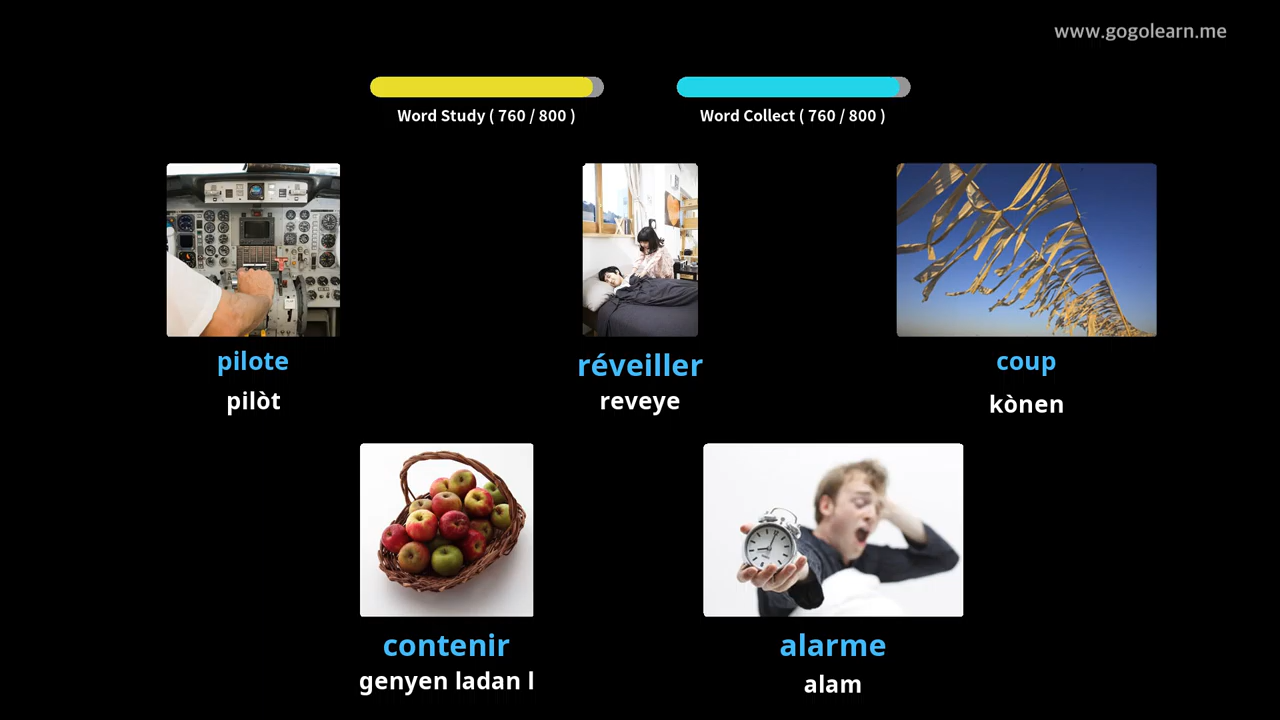 www.gogolearn.me
Word Study ( 760 / 800 )
Word Collect ( 760 / 800 )
pilote
pilòt
réveiller
reveye
coup
kònen
contenir
genyen ladan l
alarme
alam